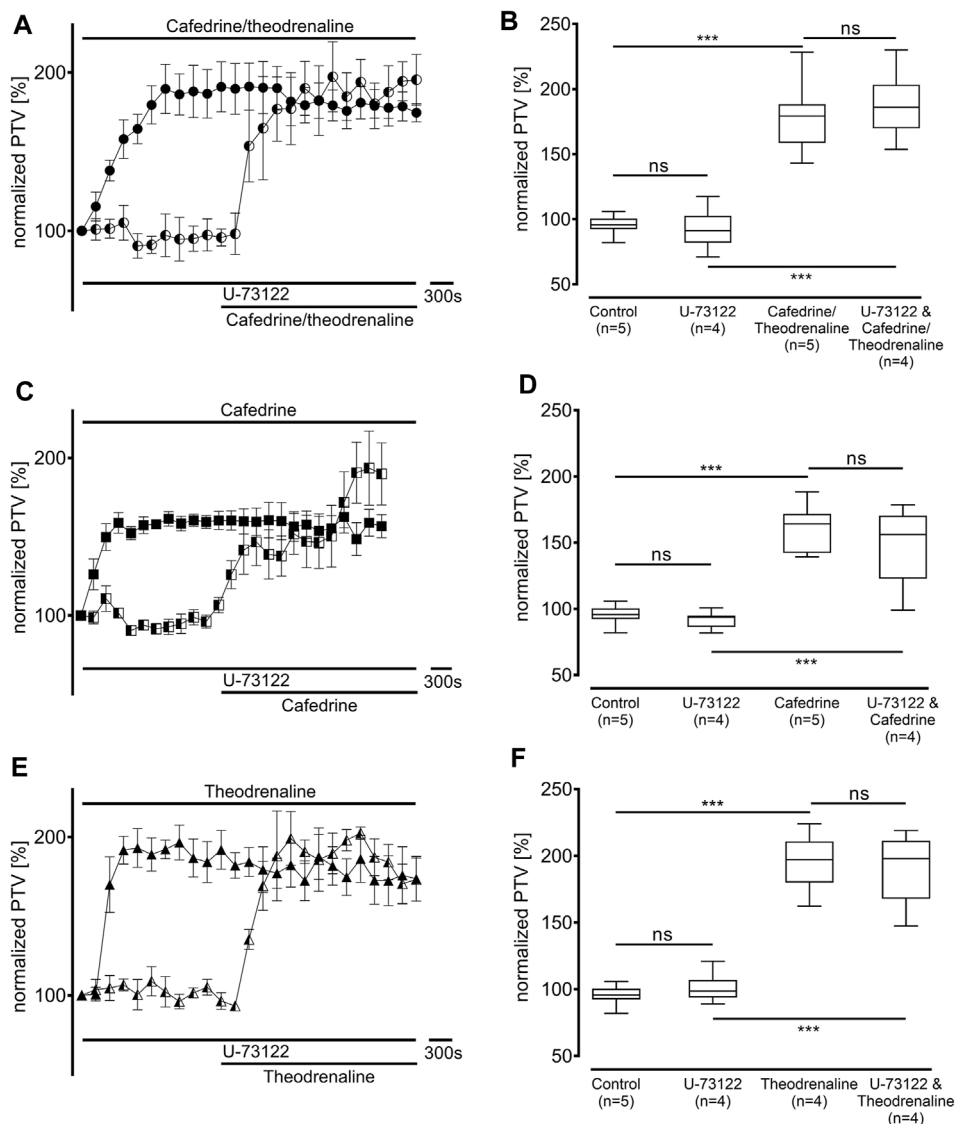 A
Cafedrine/theodrenaline
normalized PTV [%]
200
100
U-73122
300s
Cafedrine/theodrenaline
B
normalized PTV [%]
250
200
150
100
50
***
ns
ns
***
Control
(n=5)
U-73122
(n=4)
Cafedrine/
Theodrenaline
(n=5)
U-73122 &
Cafedrine/
Theodrenaline
(n=4)
C
Cafedrine
normalized PTV [%]
200
100
U-73122
300s
Cafedrine
D
normalized PTV [%]
250
200
150
100
50
***
ns
ns
***
Control
(n=5)
U-73122
(n=4)
Cafedrine
(n=5)
U-73122 &
Cafedrine
(n=4)
E
Theodrenaline
normalized PTV [%]
200
100
U-73122
300s
Theodrenaline
F
normalized PTV [%]
250
200
150
100
50
***
ns
ns
***
Control
(n=5)
U-73122
(n=4)
Theodrenaline
(n=4)
U-73122 &
Theodrenaline
(n=4)